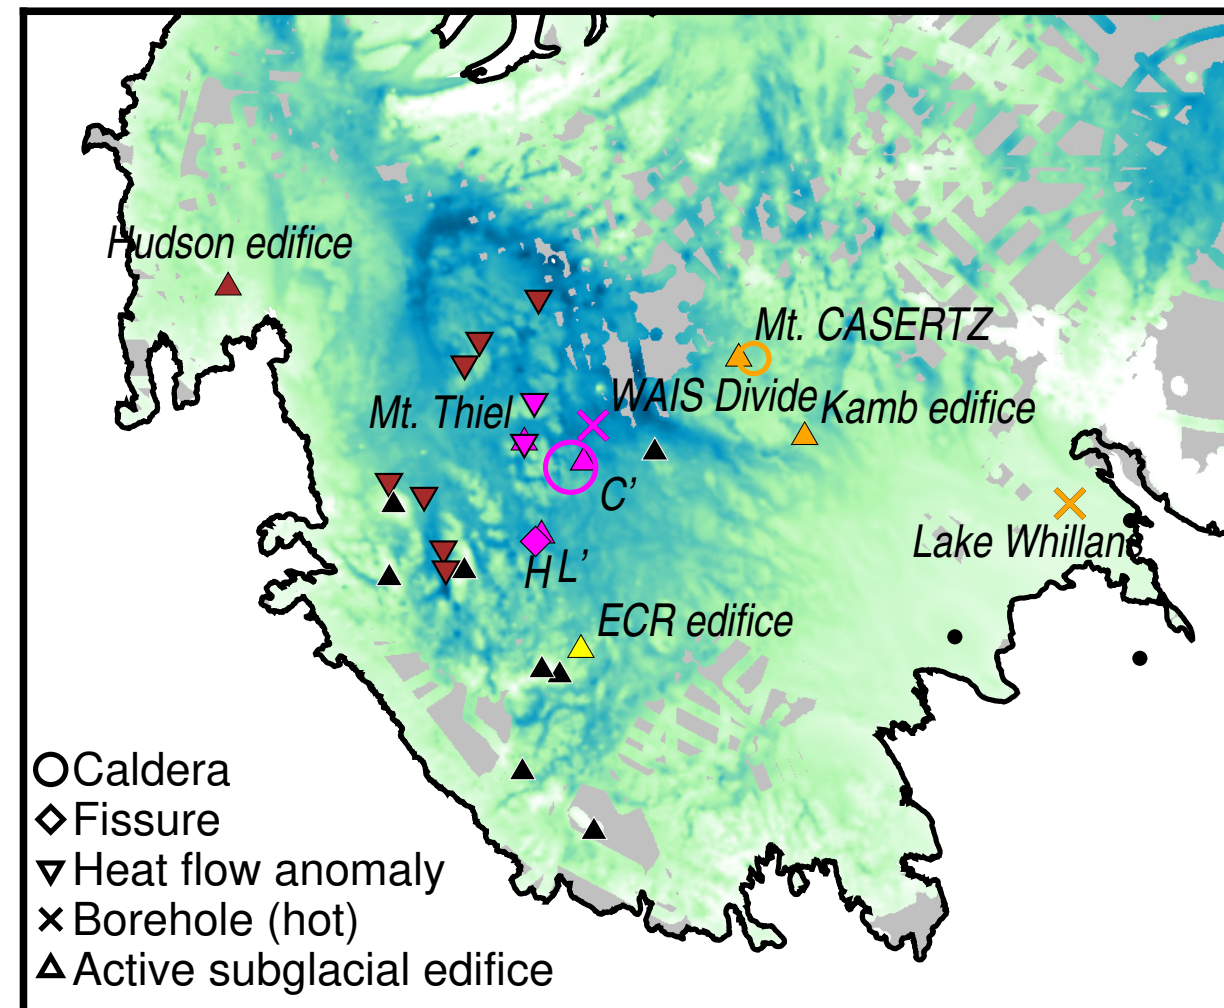 Hudson edifice
Mt. CASERTZ
WAIS Divide
Mt. Thiel
Kamb edifice
C’
Lake Whillans
H L’
ECR edifice
Caldera
Fissure
Heat flow anomaly
Borehole (hot)
Active subglacial edifice